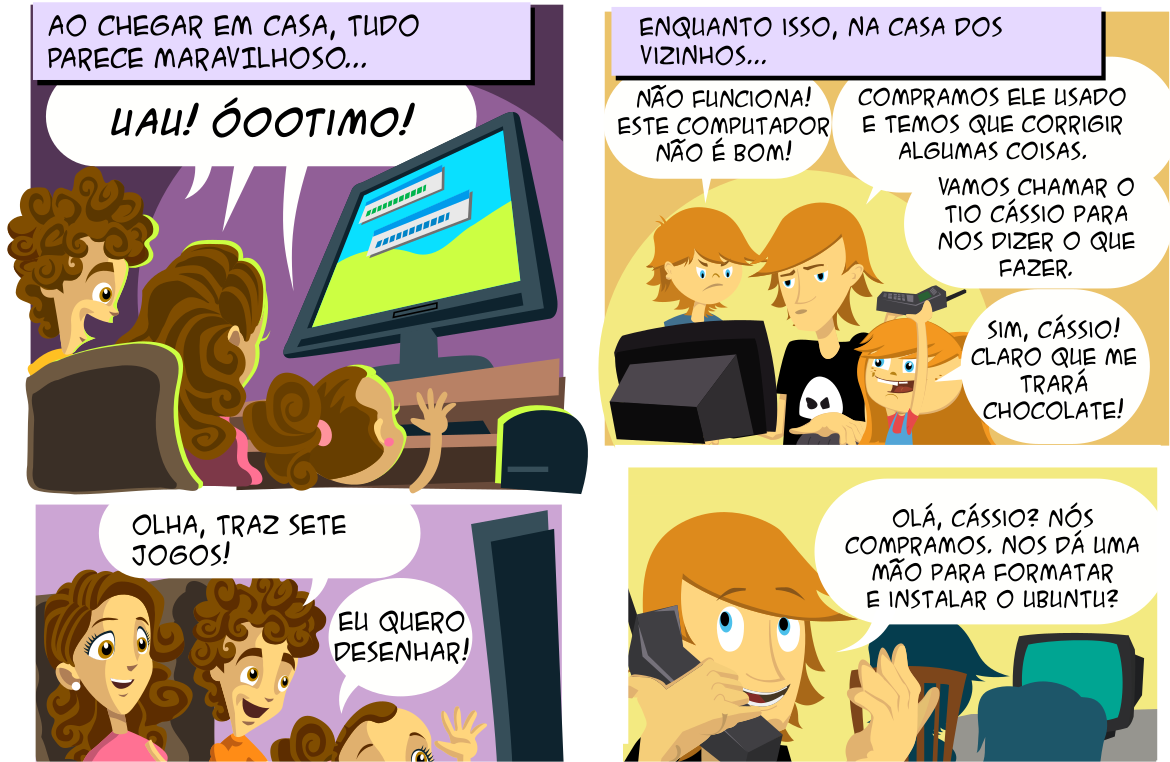 AO CHEGAR EM CASA, TUDO
PARECE MARAVILHOSO...
UAU! ÓOOTIMO!
OLHA, TRAZ SETE
JOGOS!
EU QUERO
DESENHAR!
ENQUANTO ISSO, NA CASA DOS
VIZINHOS...
NÃO FUNCIONA!
ESTE COMPUTADOR
NÃO É BOM!
COMPRAMOS ELE USADO
E TEMOS QUE CORRIGIR
ALGUMAS COISAS.
VAMOS CHAMAR O
TIO CÁSSIO PARA
NOS DIZER O QUE
FAZER.
SIM, CÁSSIO!
CLARO QUE ME
TRARÁ
CHOCOLATE!
OLÁ, CÁSSIO? NÓS
COMPRAMOS. NOS DÁ UMA
MÃO PARA FORMATAR
E INSTALAR O UBUNTU?